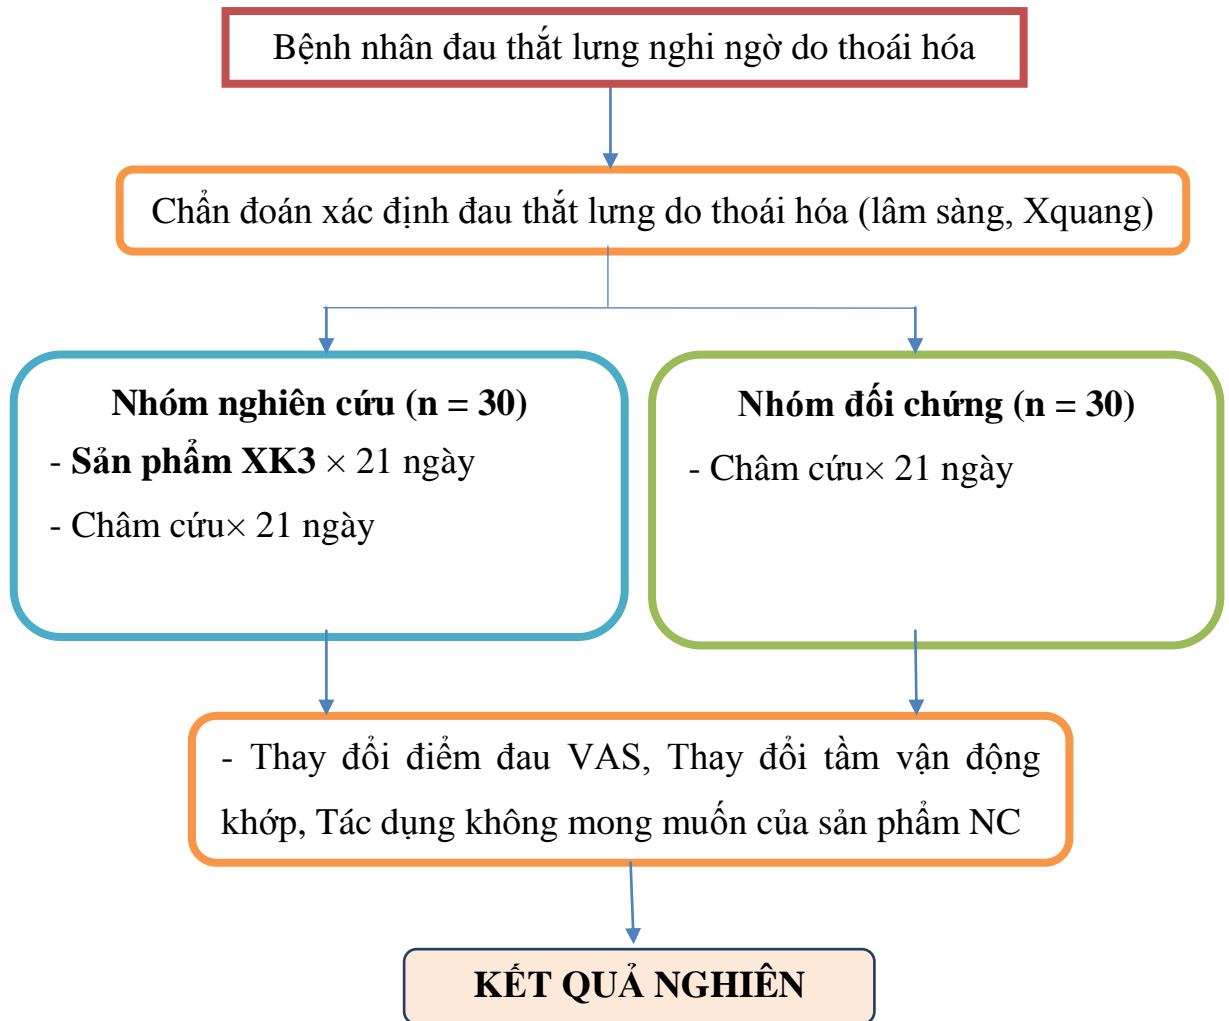 Bệnh nhân đau thắt lưng nghi ngờ do thoái hóa
Chẩn đoán xác định đau thắt lưng do thoái hóa (lâm sàng, Xquang)
Nhóm nghiên cứu (n = 30)
- Sản phẩm XK3 × 21 ngày
- Châm cứu× 21 ngày
Nhóm đối chứng (n = 30)
- Châm cứu× 21 ngày
- Thay đổi điểm đau VAS, Thay đổi tầm vận động
khớp, Tác dụng không mong muốn của sản phẩm NC
KẾT QUẢ NGHIÊN